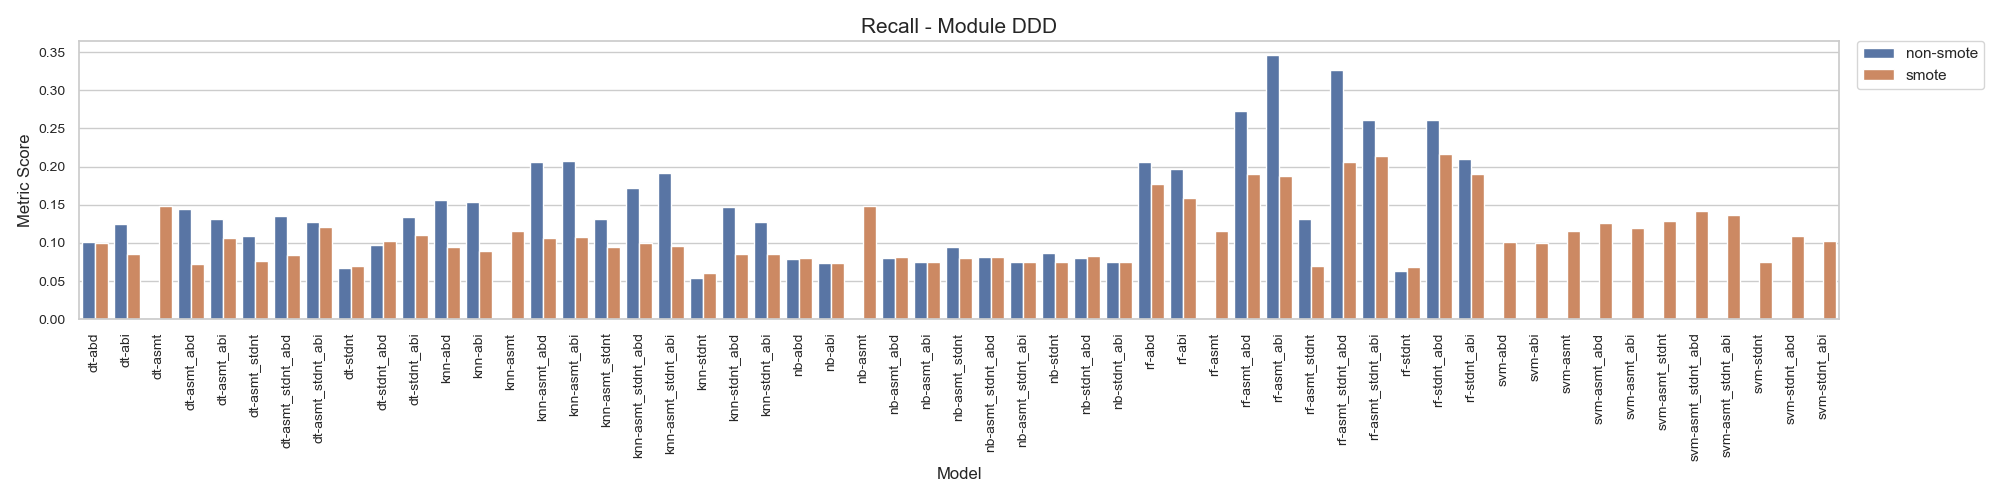 Recall - Module DDD
non-smote
smote
Metric Score
0.35
0.30
0.25
0.20
0.15
0.10
0.05
0.00
dt-abd
dt-abi
dt-asmt
dt-asmt_abd
dt-asmt_abi
dt-asmt_stdnt
dt-asmt_stdnt_abd
dt-asmt_stdnt_abi
dt-stdnt
dt-stdnt_abd
dt-stdnt_abi
knn-abd
knn-abi
knn-asmt
knn-asmt_abd
knn-asmt_abi
knn-asmt_stdnt
knn-asmt_stdnt_abd
knn-asmt_stdnt_abi
knn-stdnt
knn-stdnt_abd
knn-stdnt_abi
nb-abd
nb-abi
nb-asmt
nb-asmt_abd
nb-asmt_abi
nb-asmt_stdnt
nb-asmt_stdnt_abd
nb-asmt_stdnt_abi
nb-stdnt
nb-stdnt_abd
nb-stdnt_abi
rf-abd
rf-abi
rf-asmt
rf-asmt_abd
rf-asmt_abi
rf-asmt_stdnt
rf-asmt_stdnt_abd
rf-asmt_stdnt_abi
rf-stdnt
rf-stdnt_abd
rf-stdnt_abi
svm-abd
svm-abi
svm-asmt
svm-asmt_abd
svm-asmt_abi
svm-asmt_stdnt
svm-asmt_stdnt_abd
svm-asmt_stdnt_abi
svm-stdnt
svm-stdnt_abd
svm-stdnt_abi
Model